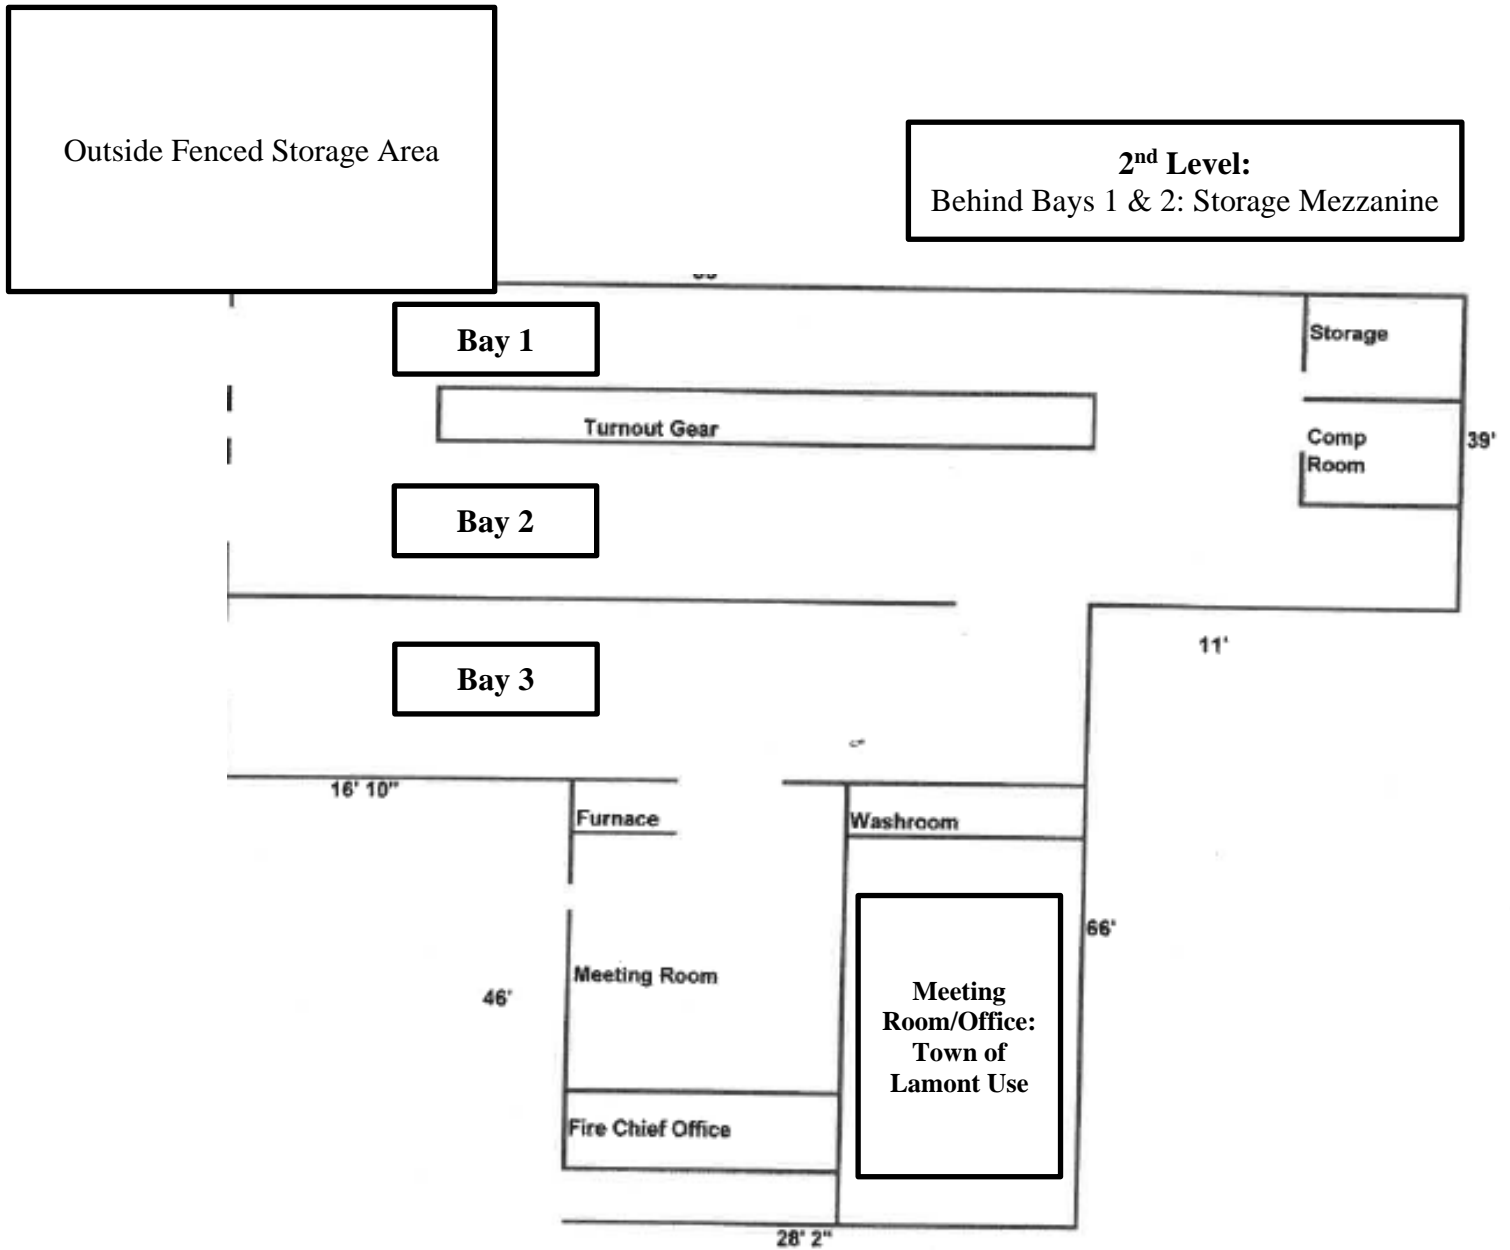 Outside Fenced Storage Area
2nd Level:
Behind Bays 1 & 2: Storage Mezzanine
Bay 1
Storage
Turnout Gear
Comp
Room
39'
Bay 2
11'
Bay 3
16' 10"
Furnace
Washroom
66'
Meeting Room
46'
Meeting
Room/Office:
Town of
Lamont Use
Fire Chief Office
28' 2"